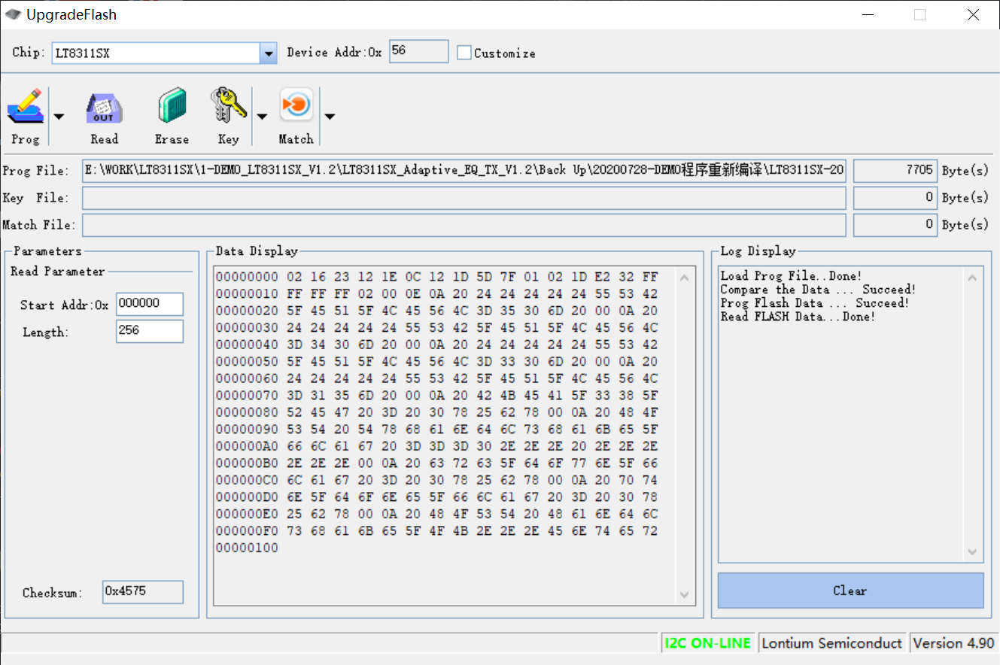 UpgradeFlash
Chip: LT8311SX Device Addr:0x 56 Customize
OUT
Prog Read Erase Key Match
Prog File: E:\WORK\LT8311SX\1-DEMO_LT8311SX_V1.2\LT8311SX_Adaptive_EQ_TX_V1.2\Back Up\20200728-DEMO程序重新编译\LT8311SX-20 7705 Byte(s)
Key File: 0 Byte(s)
Match File: 0 Byte(s)
Parameters
Read Parameter
Start Addr:0x 000000
Length: 256
Checksum: 0x4575
Data Display
00000000 02 16 23 12 1E 0C 12 1D 5D 7F 01 02 1D E2 32 FF
00000010 FF FF FF 02 00 0E 0A 20 24 24 24 24 24 55 53 42
00000020 5F 45 51 5F 4C 45 56 4C 3D 35 30 6D 20 00 0A 20
00000030 24 24 24 24 24 55 53 42 5F 45 51 5F 4C 45 56 4C
00000040 3D 34 30 6D 20 00 0A 20 24 24 24 24 24 55 53 42
00000050 5F 45 51 5F 4C 45 56 4C 3D 33 30 6D 20 00 0A 20
00000060 24 24 24 24 24 55 53 42 5F 45 51 5F 4C 45 56 4C
00000070 3D 31 35 6D 20 00 0A 20 42 4B 45 41 5F 33 38 5F
00000080 52 45 47 20 3D 20 30 78 25 62 78 00 0A 20 48 4F
00000090 53 54 20 54 78 68 61 6E 64 6C 73 68 61 6B 65 5F
000000A0 66 6C 61 67 20 3D 3D 3D 30 2E 2E 2E 20 2E 2E 2E
000000B0 2E 2E 2E 00 0A 20 63 72 63 5F 64 6F 77 6E 5F 66
000000C0 6C 61 67 20 3D 20 30 78 25 62 78 00 0A 20 70 74
000000D0 6E 5F 64 6F 6E 65 5F 66 6C 61 67 20 3D 20 30 78
000000E0 25 62 78 00 0A 20 48 4F 53 54 20 48 61 6E 64 6C
000000F0 73 68 61 6B 65 5F 4F 4B 2E 2E 2E 45 6E 74 65 72
00000100
Log Display
Load Prog File..Done!
Compare the Data ... Succeed!
Prog Flash Data ... Succeed!
Read FLASH Data...Done!
Clear
I2C ON-LINE Lontium Semiconduct Version 4.90